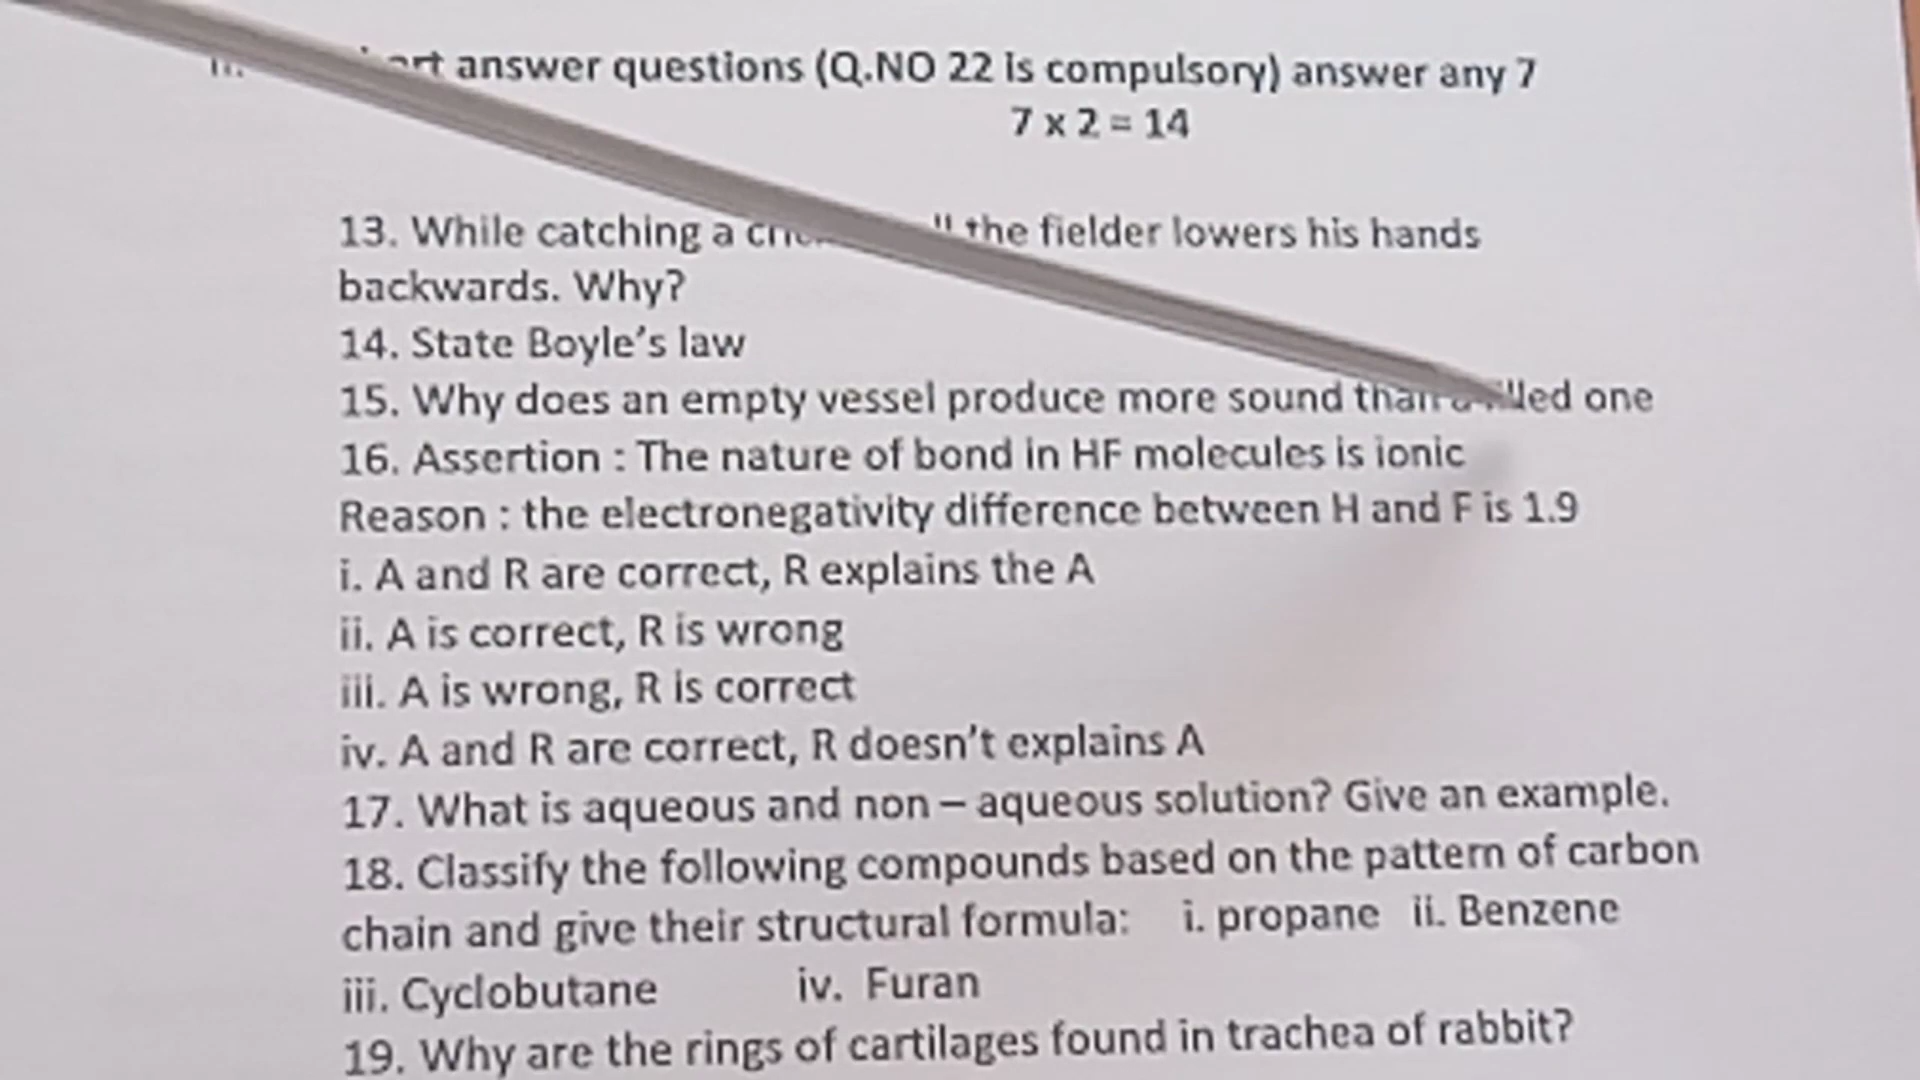 answer questions (Q.NO 22 is compulsory) answer any 7
7 x 2 = 14
13. While catching a the fielder lowers his hands
backwards. Why?
14. State Boyle's law
15. Why does an empty vessel produce more sound than one
16. Assertion : The nature of bond in HF molecules is ionic
Reason : the electronegativity difference between H and F is 1.9
i. A and R are correct, R explains the A
ii. A is correct, R is wrong
iii. A is wrong, R is correct
iv. A and R are correct, R doesn't explains A
17. What is aqueous and non – aqueous solution? Give an example.
18. Classify the following compounds based on the pattern of carbon
chain and give their structural formula: i. propane ii. Benzene
iii. Cyclobutane iv. Furan
19. Why are the rings of cartilages found in trachea of rabbit?